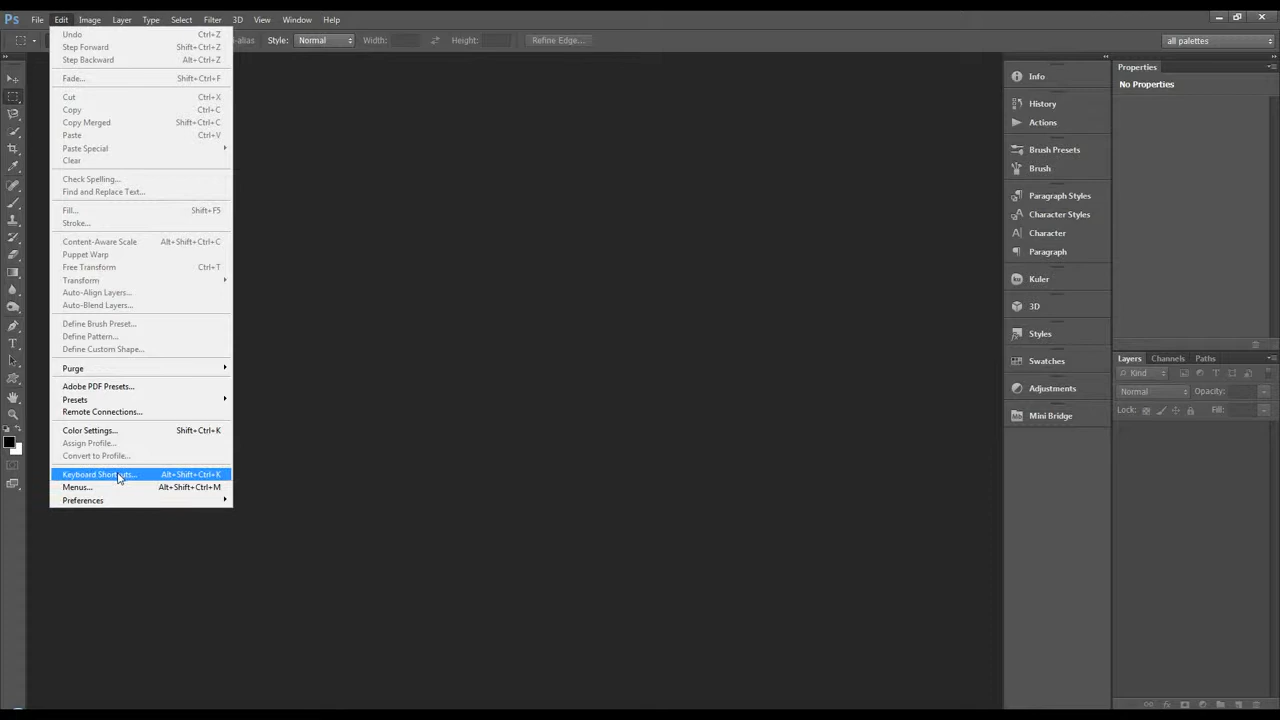 Ps File Edit Image Layer Type Select Filter 3D View Window Help
-alias Style: Normal Width: Height: Refine Edge... all palettes
Undo Ctrl+Z
Step Forward Shift+Ctrl+Z
Step Backward Alt+Ctrl+Z
Fade... Shift+Ctrl+F
Cut Ctrl+X
Copy Ctrl+C
Copy Merged Shift+Ctrl+C
Paste Ctrl+V
Paste Special
Clear
Check Spelling...
Find and Replace Text...
Fill... Shift+F5
Stroke...
Content-Aware Scale Alt+Shift+Ctrl+C
Puppet Warp
Free Transform Ctrl+T
Transform
Auto-Align Layers...
Auto-Blend Layers...
Define Brush Preset...
Define Pattern...
Define Custom Shape...
Purge
Adobe PDF Presets...
Presets
Remote Connections...
Color Settings... Shift+Ctrl+K
Assign Profile...
Convert to Profile...
Keyboard Shortcuts... Alt+Shift+Ctrl+K
Menus... Alt+Shift+Ctrl+M
Preferences
Info
History
Actions
Brush Presets
Brush
Paragraph Styles
Character Styles
Character
Paragraph
Kuler
3D
Styles
Swatches
Adjustments
Mini Bridge
Properties
No Properties
Layers Channels Paths
Kind
Normal Opacity:
Lock: Fill: